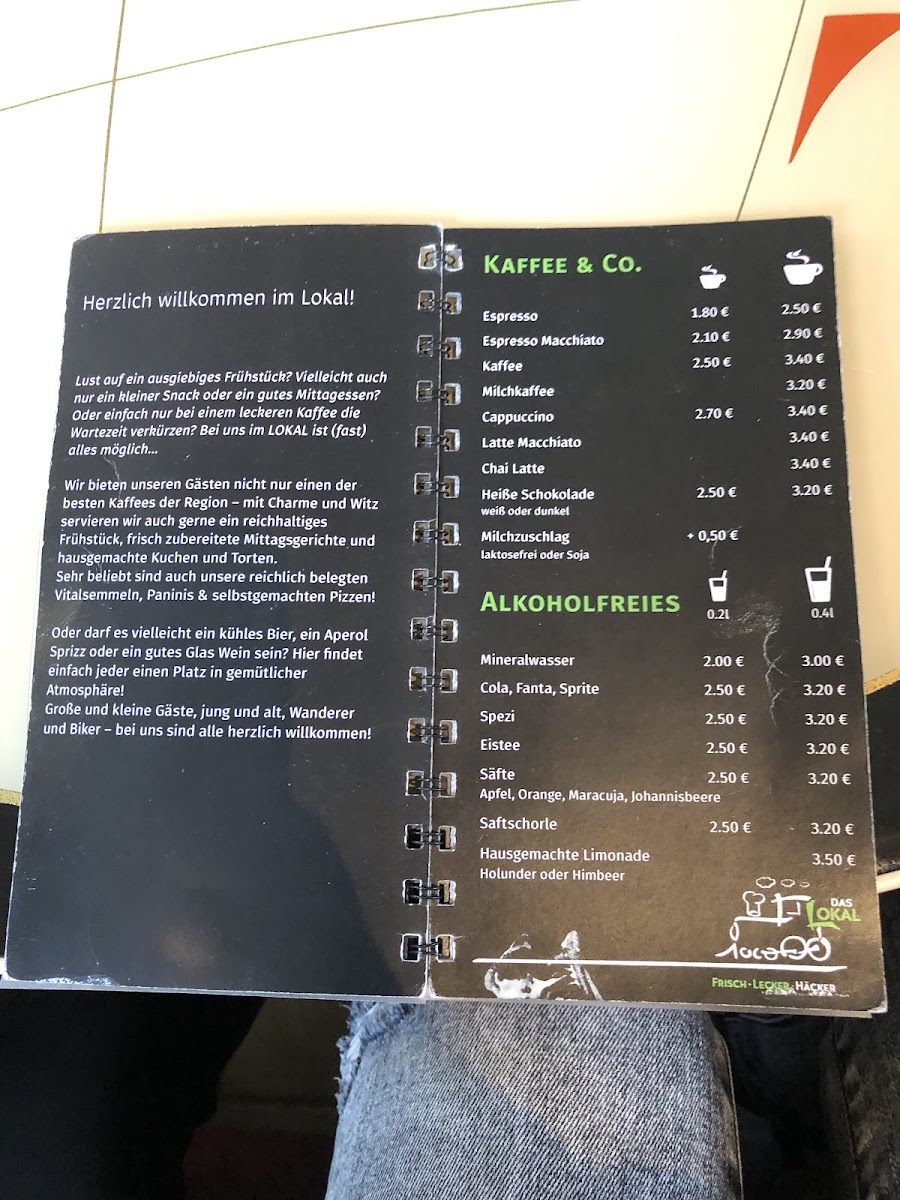 Herzlich willkommen im Lokal!
Lust auf ein ausgiebiges Frühstück? Vielleicht auch
nur ein kleiner Snack oder ein gutes Mittagessen?
Oder einfach nur bei einem leckeren Kaffee die
Wartezeit verkürzen? Bei uns im LOKAL ist (fast)
alles möglich...
Wir bieten unseren Gästen nicht nur einen der
besten Kaffees der Region – mit Charme und Witz
servieren wir auch gerne ein reichhaltiges
Frühstück, frisch zubereitete Mittagsgerichte und
hausgemachte Kuchen und Torten.
Sehr beliebt sind auch unsere reichlich belegten
Vitalsemmeln, Paninis & selbstgemachten Pizzen!
Oder darf es vielleicht ein kühles Bier, ein Aperol
Sprizz oder ein gutes Glas Wein sein? Hier findet
einfach jeder einen Platz in gemütlicher
Atmosphäre!
Große und kleine Gäste, jung und alt, Wanderer
und Biker – bei uns sind alle herzlich willkommen!
KAFFEE & CO.
Espresso 1.80 € 2.50 €
Espresso Macchiato 2.10 € 2.90 €
Kaffee 2.50 € 3.40 €
Milchkaffee 3.20 €
Cappuccino 2.70 € 3.40 €
Latte Macchiato 3.40 €
Chai Latte 3.40 €
Heiße Schokolade 2.50 € 3.20 €
weiß oder dunkel
Milchzuschlag + 0,50 €
laktosefrei oder Soja
ALKOHOLFREIES 0.2l 0.4l
Mineralwasser 2.00 € 3.00 €
Cola, Fanta, Sprite 2.50 € 3.20 €
Spezi 2.50 € 3.20 €
Eistee 2.50 € 3.20 €
Säfte 2.50 € 3.20 €
Apfel, Orange, Maracuja, Johannisbeere
Saftschorle 2.50 € 3.20 €
Hausgemachte Limonade 3.50 €
Holunder oder Himbeer
DAS
LOKAL
FRISCH · LECKER · HÄCKER